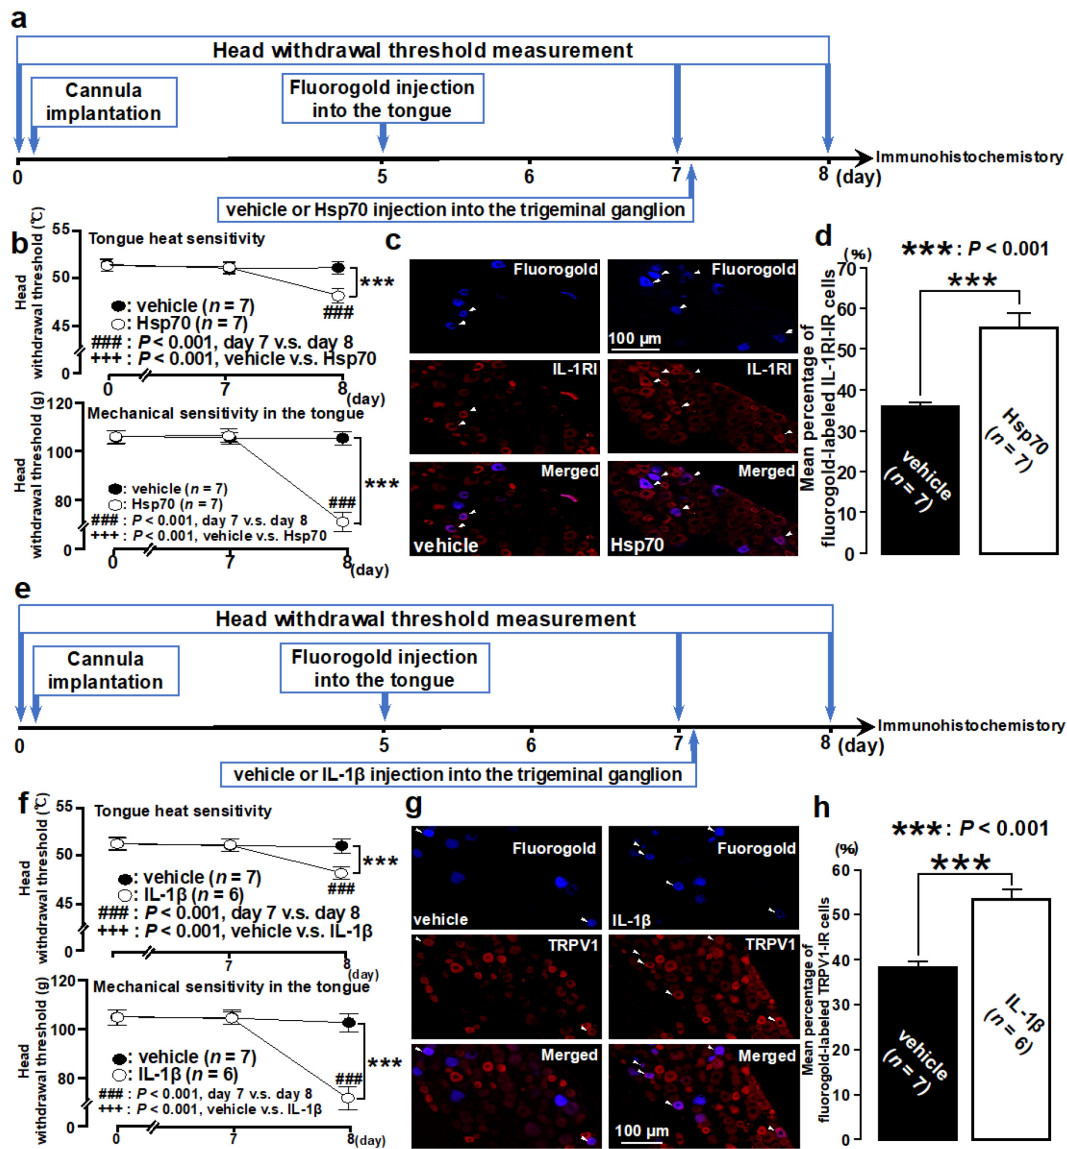 a
Head withdrawal threshold measurement
Cannula
implantation
Fluorogold injection
into the tongue
0 5 6 7 8 (day)
Immunohistochemistory
vehicle or Hsp70 injection into the trigeminal ganglion
b
Head
withdrawal threshold (℃)
55
50
45
0
Tongue heat sensitivity
***
###
: vehicle (n = 7)
: Hsp70 (n = 7)
### : P < 0.001, day 7 v.s. day 8
+++ : P < 0.001, vehicle v.s. Hsp70
0 7 8
(day)
Head
withdrawal threshold (g)
120
100
80
0
Mechanical sensitivity in the tongue
***
###
: vehicle (n = 7)
: Hsp70 (n = 7)
### : P < 0.001, day 7 v.s. day 8
+++ : P < 0.001, vehicle v.s. Hsp70
0 7 8
(day)
c
Fluorogold
Fluorogold
100 μm
IL-1RI
IL-1RI
Merged
Merged
vehicle
Hsp70
d
(%)
*** : P < 0.001
***
Mean percentage of
fluorogold-labeled IL-1RI-IR cells
70
60
50
40
30
20
10
0
vehicle
(n = 7)
Hsp70
(n = 7)
e
Head withdrawal threshold measurement
Cannula
implantation
Fluorogold injection
into the tongue
0 5 6 7 8 (day)
Immunohistochemistory
vehicle or IL-1β injection into the trigeminal ganglion
f
Head
withdrawal threshold (℃)
55
50
45
0
Tongue heat sensitivity
***
###
: vehicle (n = 7)
: IL-1β (n = 6)
### : P < 0.001, day 7 v.s. day 8
+++ : P < 0.001, vehicle v.s. IL-1β
7 8
(day)
Head
withdrawal threshold (g)
120
100
80
0
Mechanical sensitivity in the tongue
***
###
: vehicle (n = 7)
: IL-1β (n = 6)
### : P < 0.001, day 7 v.s. day 8
+++ : P < 0.001, vehicle v.s. IL-1β
0 7 8 (day)
g
Fluorogold
Fuorogold
vehicle
IL-1β
TRPV1
TRPV1
Merged
Merged
100 μm
h
(%)
*** : P < 0.001
***
Mean percentage of
fluorogold-labeled TRPV1-IR cells
60
50
40
30
20
10
0
vehicle
(n = 7)
IL-1β
(n = 6)